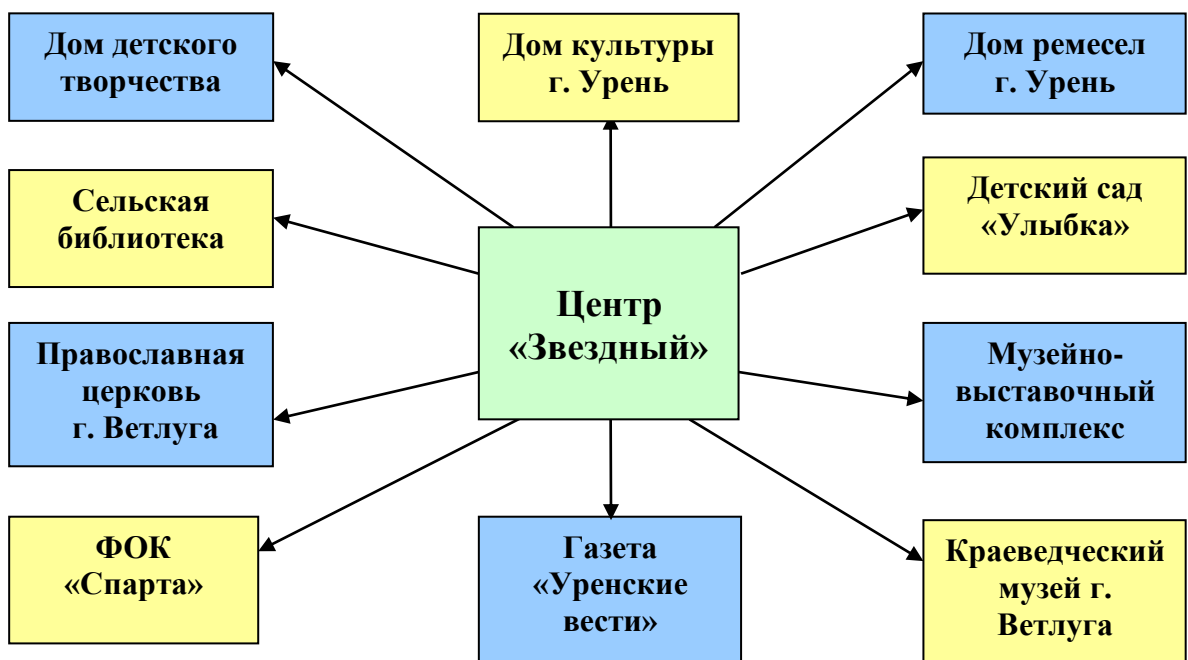 Дом детского
творчества
Дом культуры
г. Урень
Дом ремесел
г. Урень
Сельская
библиотека
Детский сад
«Улыбка»
Центр
«Звездный»
Православная
церковь
г. Ветлуга
Музейно-
выставочный
комплекс
ФОК
«Спарта»
Газета
«Уренские
вести»
Краеведческий
музей г.
Ветлуга